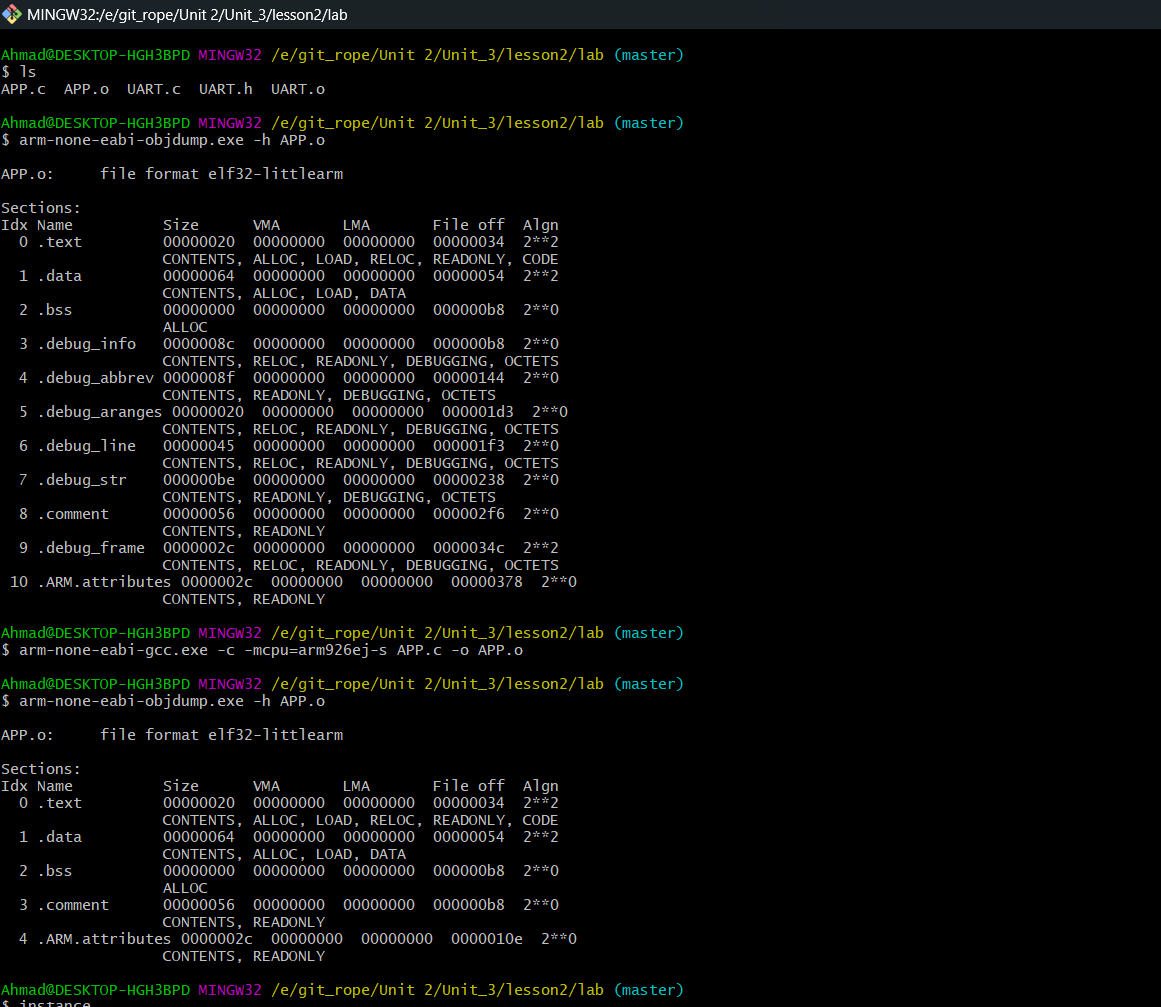 MINGW32:/e/git_rope/Unit 2/Unit_3/lesson2/lab
Ahmad@DESKTOP-HGH3BPD MINGW32 /e/git_rope/Unit 2/Unit_3/lesson2/lab (master)
$ ls
APP.c  APP.o  UART.c  UART.h  UART.o
Ahmad@DESKTOP-HGH3BPD MINGW32 /e/git_rope/Unit 2/Unit_3/lesson2/lab (master)
$ arm-none-eabi-objdump.exe -h APP.o
APP.o:     file format elf32-littlearm
Sections:
Idx Name          Size      VMA       LMA       File off  Algn
  0 .text         00000020  00000000  00000000  00000034  2**2
                  CONTENTS, ALLOC, LOAD, RELOC, READONLY, CODE
  1 .data         00000064  00000000  00000000  00000054  2**2
                  CONTENTS, ALLOC, LOAD, DATA
  2 .bss          00000000  00000000  00000000  000000b8  2**0
                  ALLOC
  3 .debug_info   0000008c  00000000  00000000  000000b8  2**0
                  CONTENTS, RELOC, READONLY, DEBUGGING, OCTETS
  4 .debug_abbrev 0000008f  00000000  00000000  00000144  2**0
                  CONTENTS, READONLY, DEBUGGING, OCTETS
  5 .debug_aranges 00000020  00000000  00000000  000001d3  2**0
                  CONTENTS, RELOC, READONLY, DEBUGGING, OCTETS
  6 .debug_line   00000045  00000000  00000000  000001f3  2**0
                  CONTENTS, RELOC, READONLY, DEBUGGING, OCTETS
  7 .debug_str    000000be  00000000  00000000  00000238  2**0
                  CONTENTS, READONLY, DEBUGGING, OCTETS
  8 .comment      00000056  00000000  00000000  000002f6  2**0
                  CONTENTS, READONLY
  9 .debug_frame  0000002c  00000000  00000000  0000034c  2**2
                  CONTENTS, RELOC, READONLY, DEBUGGING, OCTETS
 10 .ARM.attributes 0000002c  00000000  00000000  00000378  2**0
                  CONTENTS, READONLY
Ahmad@DESKTOP-HGH3BPD MINGW32 /e/git_rope/Unit 2/Unit_3/lesson2/lab (master)
$ arm-none-eabi-gcc.exe -c -mcpu=arm926ej-s APP.c -o APP.o
Ahmad@DESKTOP-HGH3BPD MINGW32 /e/git_rope/Unit 2/Unit_3/lesson2/lab (master)
$ arm-none-eabi-objdump.exe -h APP.o
APP.o:     file format elf32-littlearm
Sections:
Idx Name          Size      VMA       LMA       File off  Algn
  0 .text         00000020  00000000  00000000  00000034  2**2
                  CONTENTS, ALLOC, LOAD, RELOC, READONLY, CODE
  1 .data         00000064  00000000  00000000  00000054  2**2
                  CONTENTS, ALLOC, LOAD, DATA
  2 .bss          00000000  00000000  00000000  000000b8  2**0
                  ALLOC
  3 .comment      00000056  00000000  00000000  000000b8  2**0
                  CONTENTS, READONLY
  4 .ARM.attributes 0000002c  00000000  00000000  0000010e  2**0
                  CONTENTS, READONLY
Ahmad@DESKTOP-HGH3BPD MINGW32 /e/git_rope/Unit 2/Unit_3/lesson2/lab (master)
$ instance